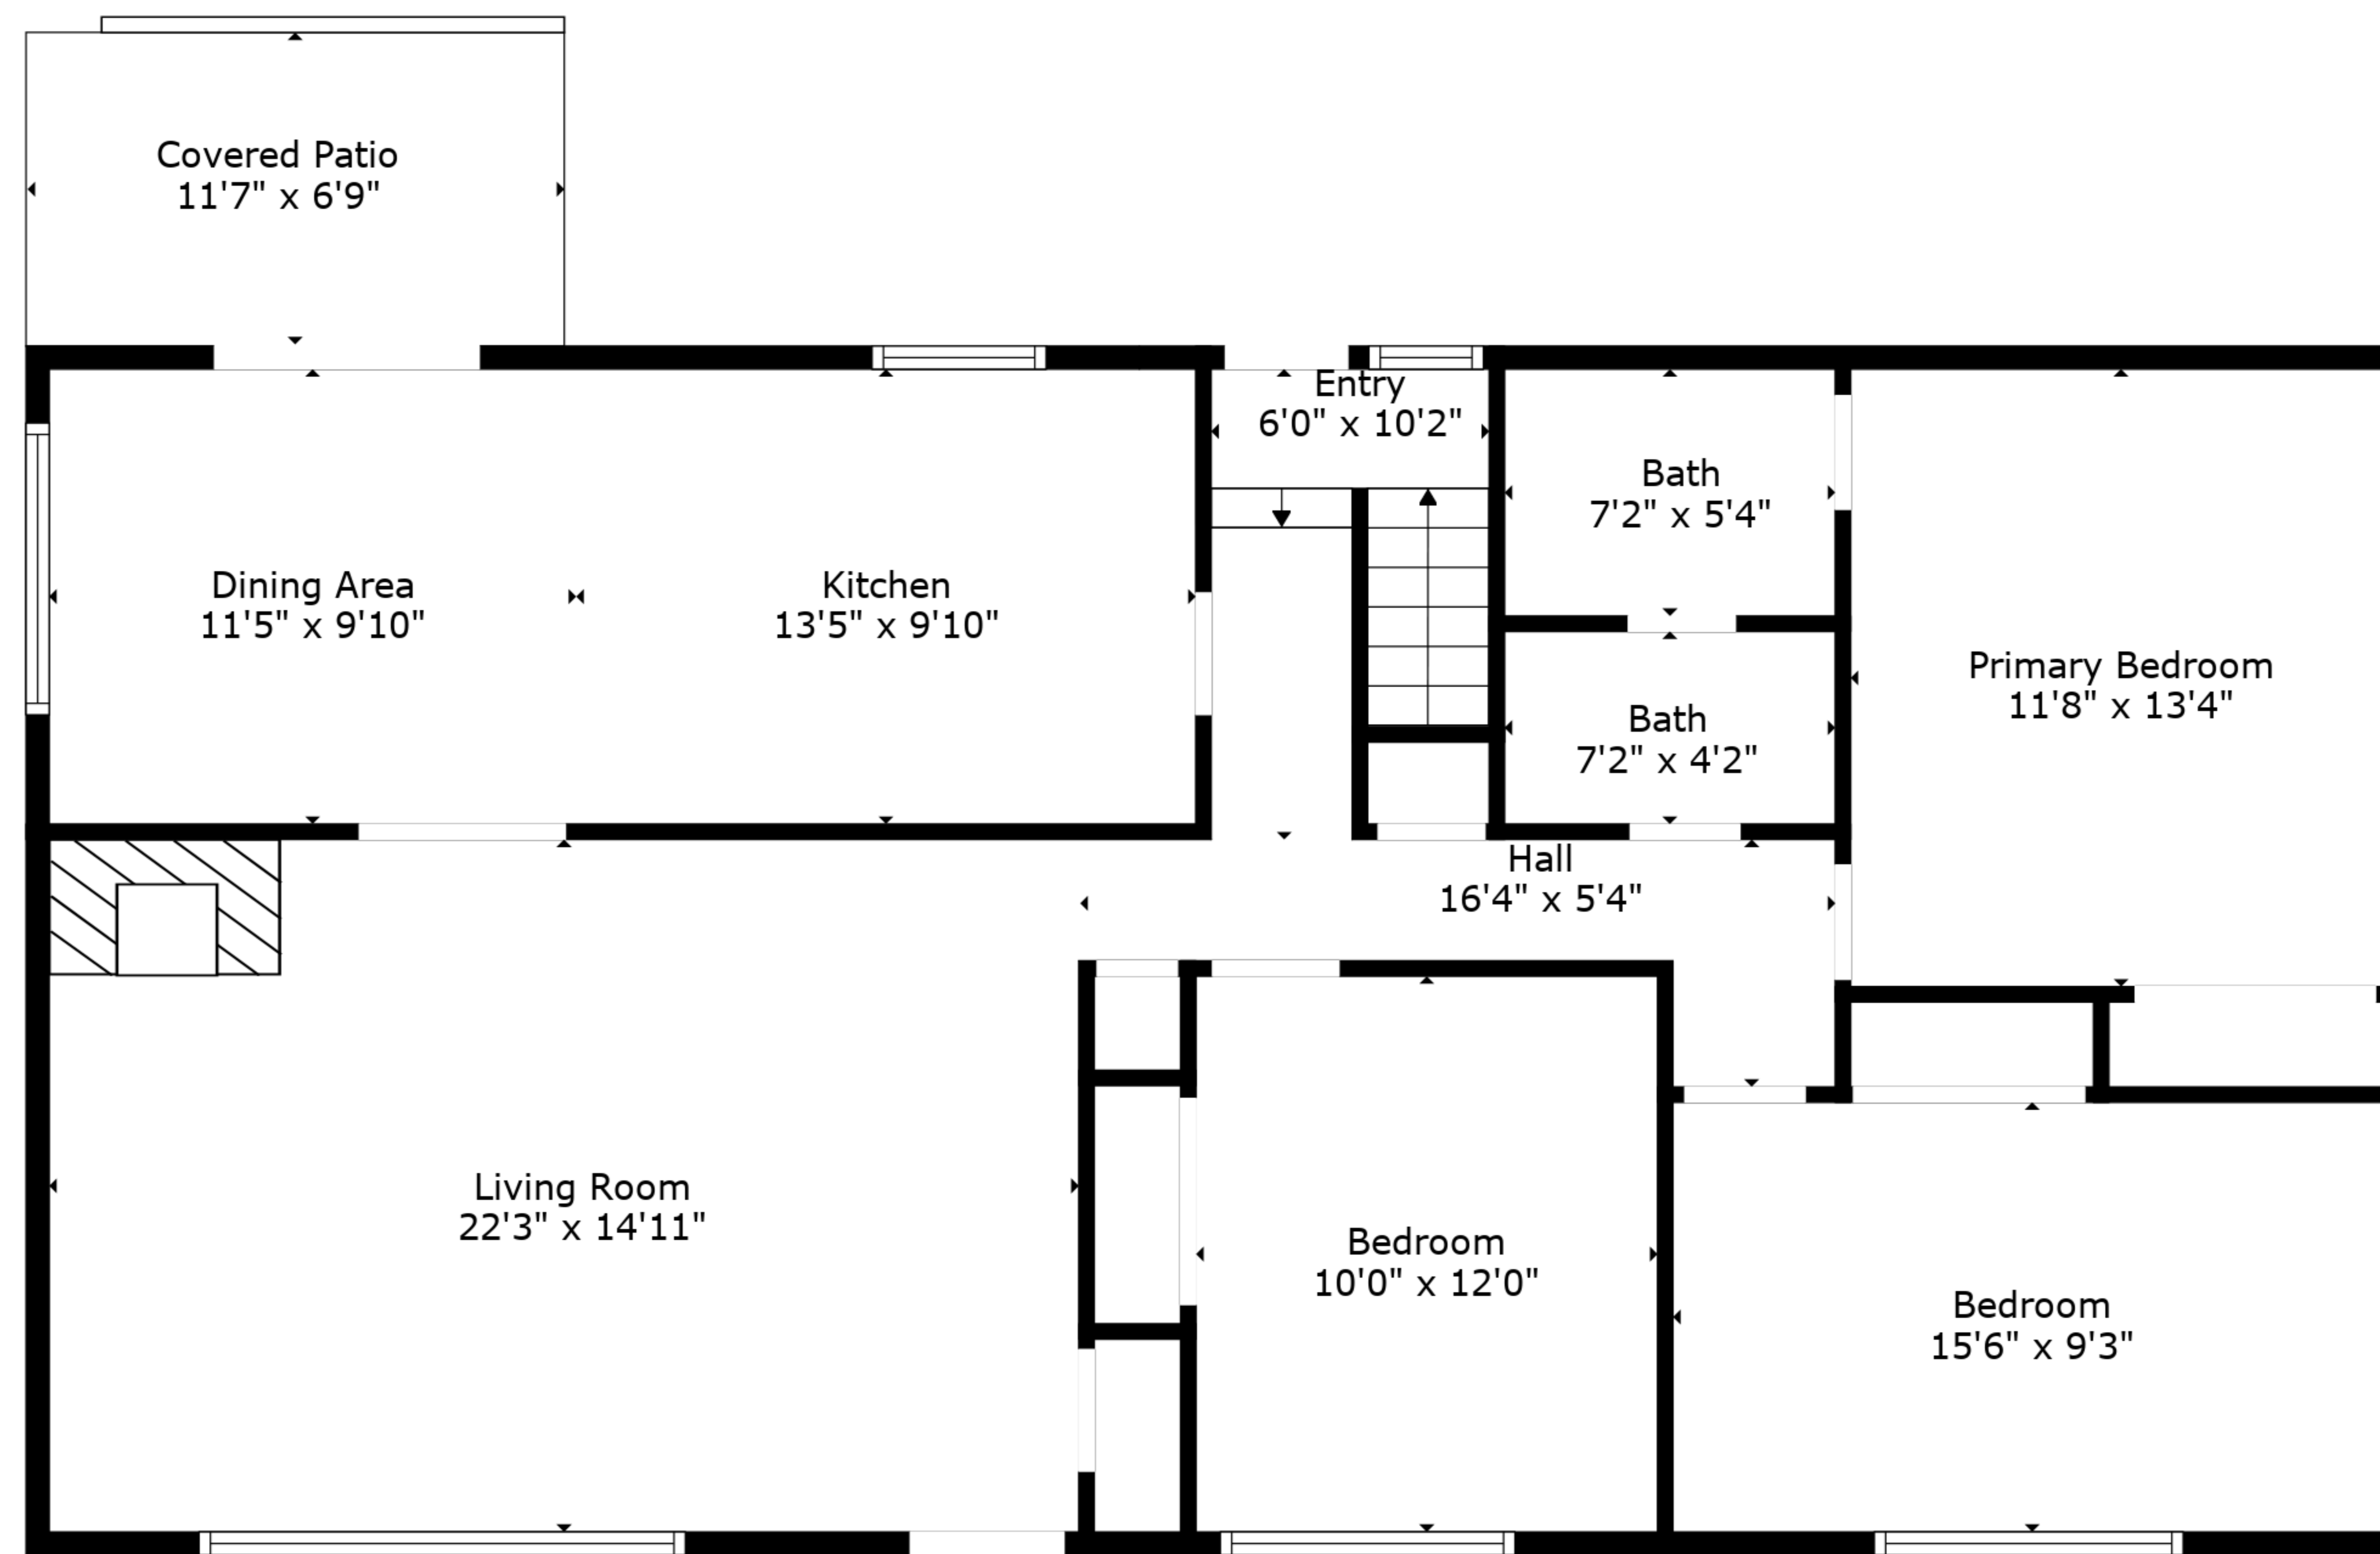 Covered Patio
11'7" x 6'9"
Entry
6'0" x 10'2"
Bath
7'2" x 5'4"
Dining Area
11'5" x 9'10"
Kitchen
13'5" x 9'10"
Primary Bedroom
11'8" x 13'4"
Bath
7'2" x 4'2"
Hall
16'4" x 5'4"
Living Room
22'3" x 14'11"
Bedroom
10'0" x 12'0"
Bedroom
15'6" x 9'3"